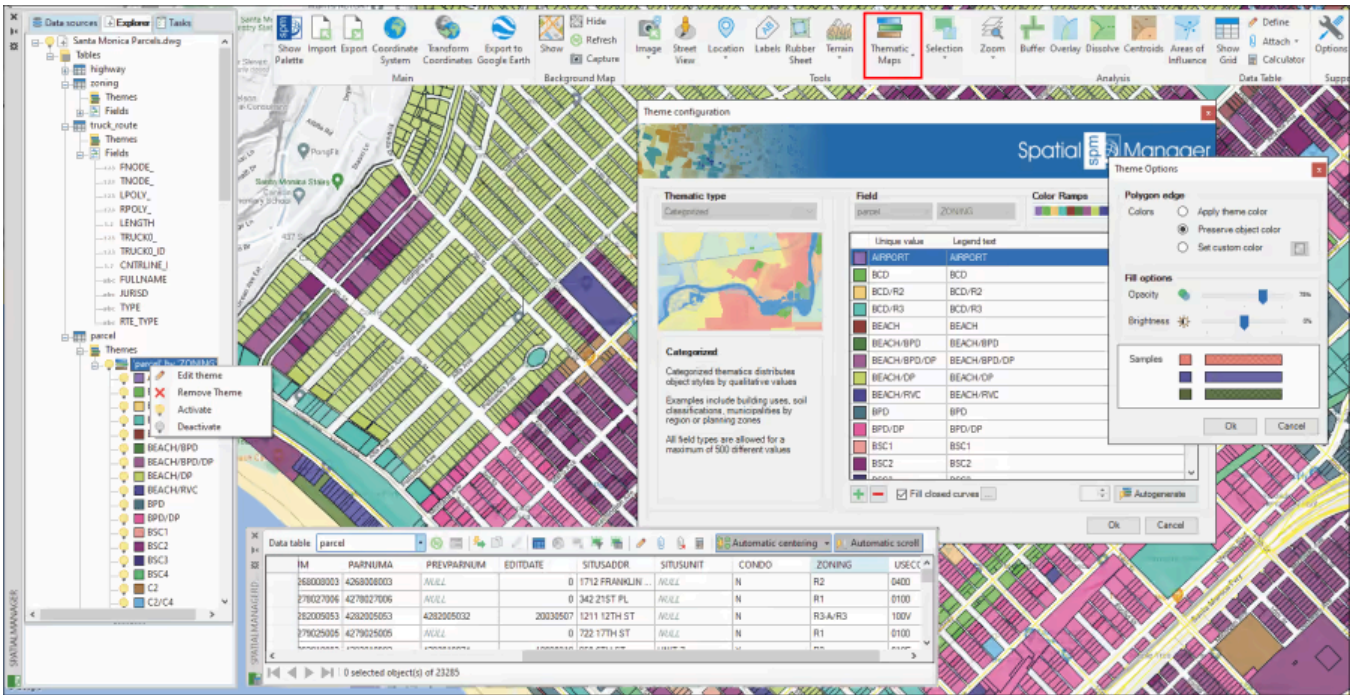 Data sources Explorer Tasks
Santa Monica Parcels.dwg
Tables
highway
zoning
Themes
Fields
truck_route
Themes
Fields
FNODE_
TNODE_
LPOLY_
RPOLY_
LENGTH
TRUCK0_
TRUCK0_ID
CNTRLINE_I
FULLNAME
JURISD
TYPE
RTE_TYPE
parcel
Themes
'parcel' by 'ZONING'
Edit theme
Remove Theme
Activate
Deactivate
BEACH/BPD
BEACH/BPD/DP
BEACH/DP
BEACH/RVC
BPD
BPD/DP
BSC1
BSC2
BSC3
BSC4
C2
C2/C4
SPATIALMANAGER
Show Palette
Import
Export
Coordinate System
Transform Coordinates
Export to Google Earth
Main
Show
Hide
Refresh
Capture
Background Map
Image
Street View
Location
Labels
Rubber Sheet
Terrain
Thematic Maps
Selection
Zoom
Tools
Buffer
Overlay
Dissolve
Centroids
Areas of Influence
Analysis
Show Grid
Define
Attach
Calculator
Data Table
Options
Supp
Theme configuration
Spatial spm Manager
Thematic type
Categorized
Field
parcel ZONING
Color Ramps
Categorized
Categorized thematics distributes
object styles by qualitative values
Examples include building uses, soil
classifications, municipalities by
region or planning zones
All field types are allowed for a
maximum of 500 different values
Unique value Legend text
AIRPORT AIRPORT
BCD BCD
BCD/R2 BCD/R2
BCD/R3 BCD/R3
BEACH BEACH
BEACH/BPD BEACH/BPD
BEACH/BPD/DP BEACH/BPD/DP
BEACH/DP BEACH/DP
BEACH/RVC BEACH/RVC
BPD BPD
BPD/DP BPD/DP
BSC1 BSC1
BSC2 BSC2
Fill closed curves ...
Autogenerate
Ok Cancel
Theme Options
Polygon edge
Colors Apply theme color
Preserve object color
Set custom color
Fill options
Opacity
Brightness 0%
Samples
Ok Cancel
Data table parcel
Automatic centering Automatic scroll
IM PARNUMA PREVPARNUM EDITDATE SITUSADDR SITUSUNIT CONDO ZONING USECC
268008003 4268008003 NULL 0 1712 FRANKLIN ... NULL N R2 0400
278027006 4278027006 NULL 0 342 21ST PL NULL N R1 0100
282005053 4282005053 4282005032 20030507 1211 12TH ST NULL N R3-A/R3 100V
279025005 4279025005 NULL 0 722 17TH ST NULL N R1 0100
0 selected object(s) of 23285